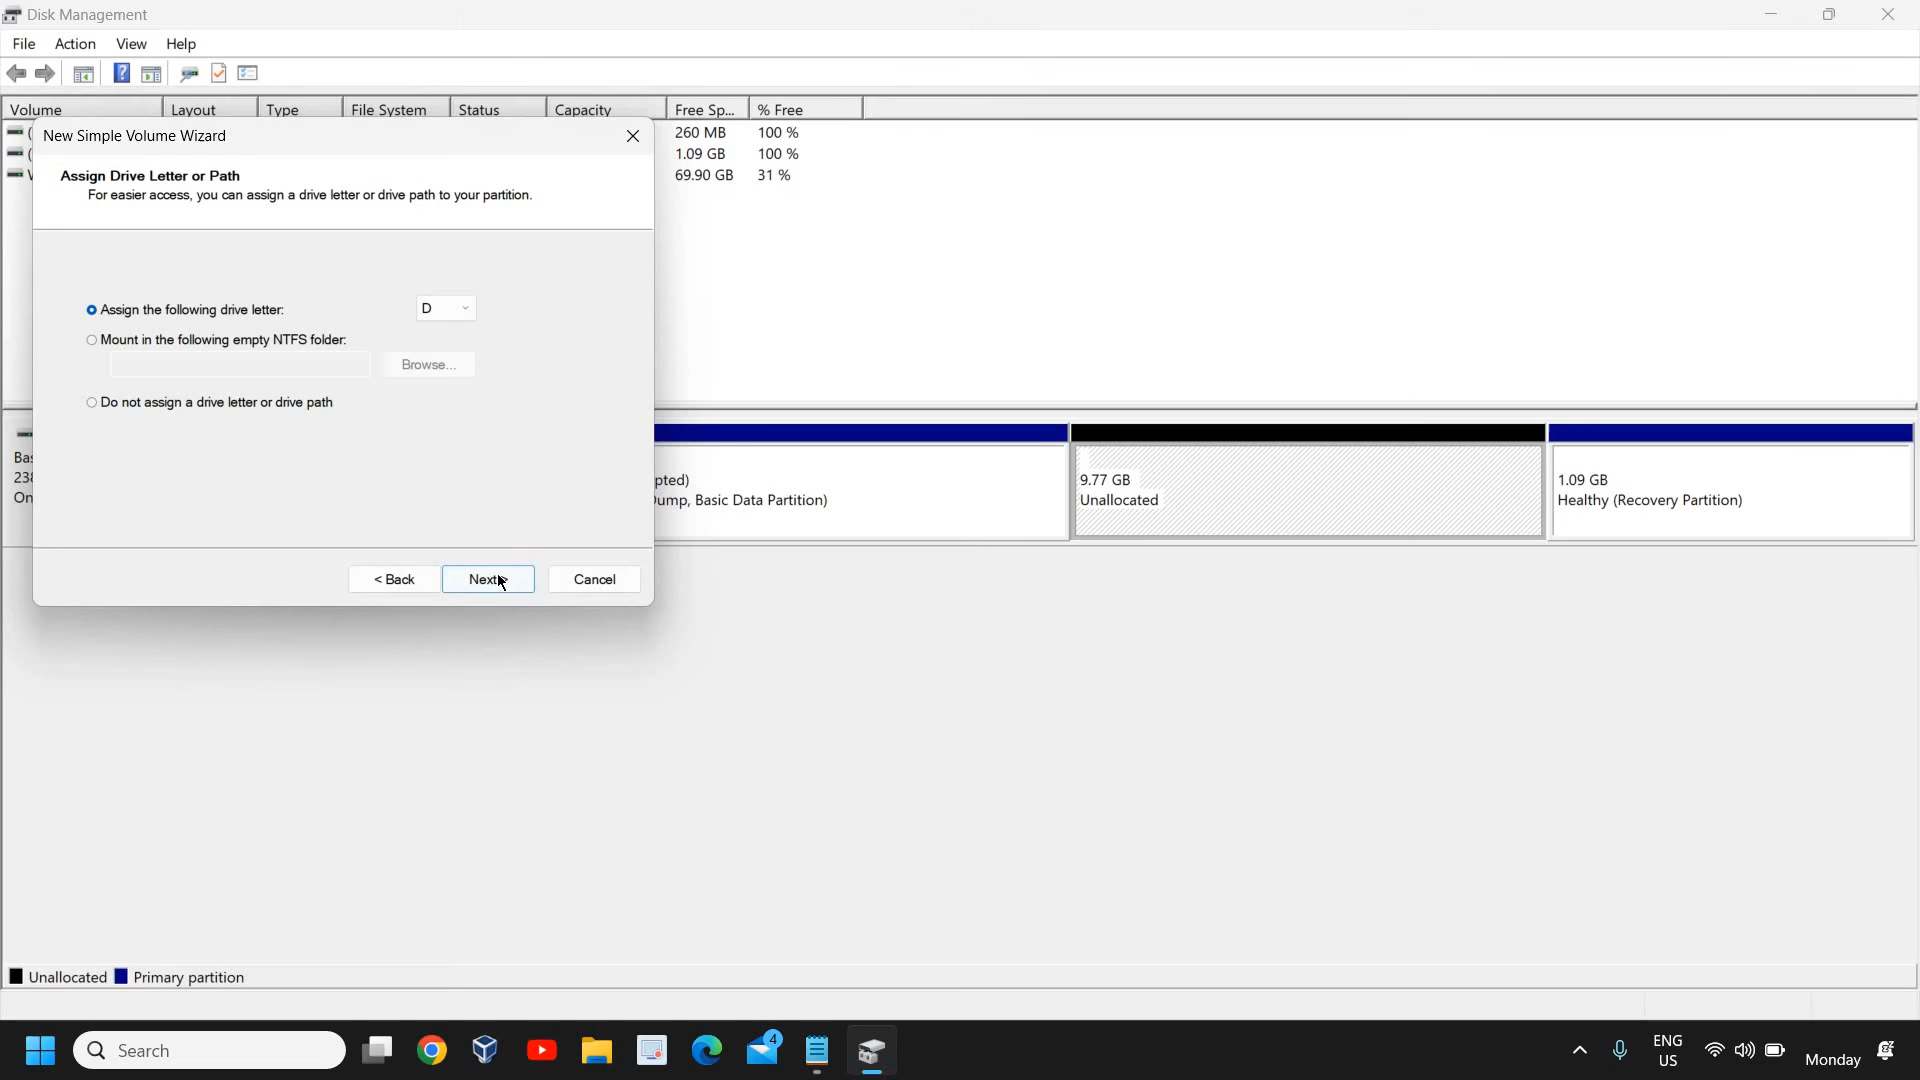 Disk Management
File Action View Help
Volume Layout Type File System Status Capacity Free Sp... % Free
260 MB 100 %
1.09 GB 100 %
69.90 GB 31 %
New Simple Volume Wizard
Assign Drive Letter or Path
For easier access, you can assign a drive letter or drive path to your partition.
Assign the following drive letter: D
Mount in the following empty NTFS folder:
Browse...
Do not assign a drive letter or drive path
< Back Next Cancel
Bas
238
On
pted)
Dump, Basic Data Partition)
9.77 GB
Unallocated
1.09 GB
Healthy (Recovery Partition)
Unallocated Primary partition
Search
4
ENG
US
Monday